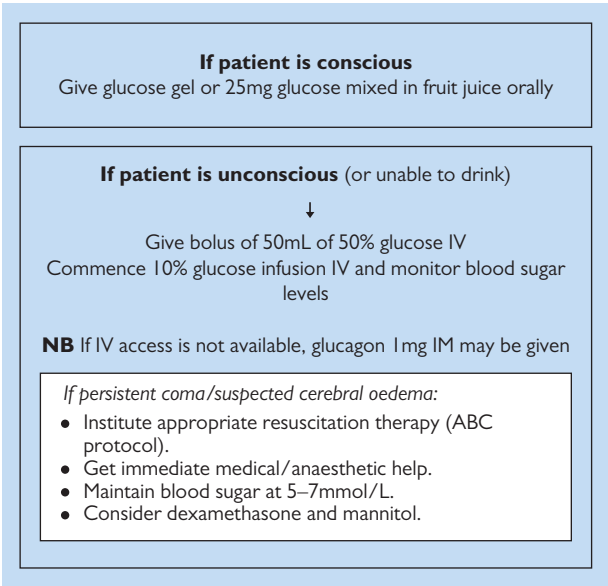 If patient is conscious
Give glucose gel or 25mg glucose mixed in fruit juice orally
If patient is unconscious (or unable to drink)
↓
Give bolus of 50mL of 50% glucose IV
Commence 10% glucose infusion IV and monitor blood sugar
levels
NB If IV access is not available, glucagon 1mg IM may be given
If persistent coma/suspected cerebral oedema:
• Institute appropriate resuscitation therapy (ABC
protocol).
• Get immediate medical/anaesthetic help.
• Maintain blood sugar at 5–7mmol/L.
• Consider dexamethasone and mannitol.